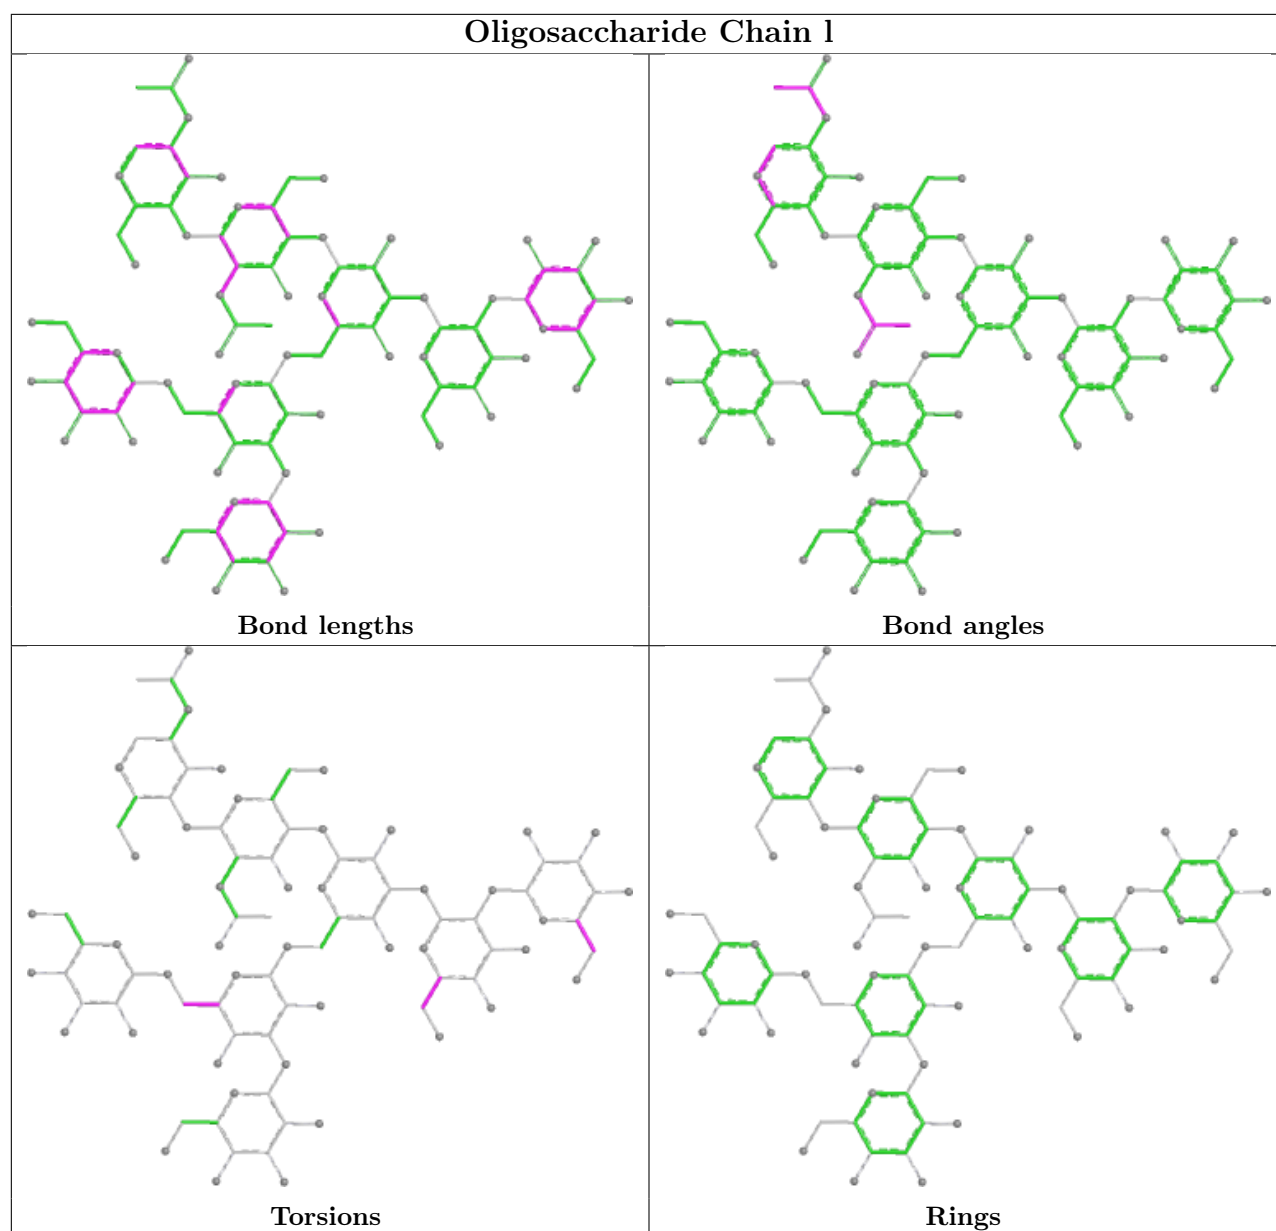 Oligosaccharide Chain l
Bond lengths
Bond angles
Torsions
Rings